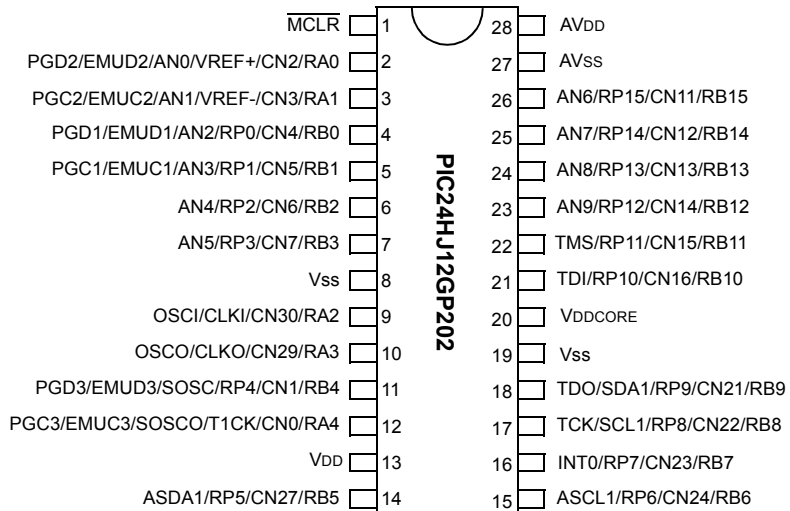 MCLR 1 28 AVDD
PGD2/EMUD2/AN0/VREF+/CN2/RA0 2 27 AVSS
PGC2/EMUC2/AN1/VREF-/CN3/RA1 3 26 AN6/RP15/CN11/RB15
PGD1/EMUD1/AN2/RP0/CN4/RB0 4 25 AN7/RP14/CN12/RB14
PGC1/EMUC1/AN3/RP1/CN5/RB1 5 24 AN8/RP13/CN13/RB13
AN4/RP2/CN6/RB2 6 23 AN9/RP12/CN14/RB12
AN5/RP3/CN7/RB3 7 22 TMS/RP11/CN15/RB11
Vss 8 21 TDI/RP10/CN16/RB10
OSCI/CLKI/CN30/RA2 9 20 VDDCORE
OSCO/CLKO/CN29/RA3 10 19 Vss
PGD3/EMUD3/SOSC/RP4/CN1/RB4 11 18 TDO/SDA1/RP9/CN21/RB9
PGC3/EMUC3/SOSCO/T1CK/CN0/RA4 12 17 TCK/SCL1/RP8/CN22/RB8
VDD 13 16 INT0/RP7/CN23/RB7
ASDA1/RP5/CN27/RB5 14 15 ASCL1/RP6/CN24/RB6
PIC24HJ12GP202